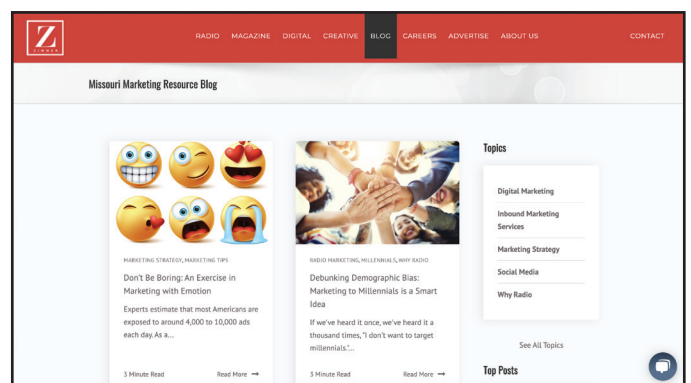 Z
ZIMMER
RADIO MAGAZINE DIGITAL CREATIVE BLOG CAREERS ADVERTISE ABOUT US CONTACT
Missouri Marketing Resource Blog
MARKETING STRATEGY, MARKETING TIPS
Don't Be Boring: An Exercise in
Marketing with Emotion
Experts estimate that most Americans are
exposed to around 4,000 to 10,000 ads
each day. As a...
3 Minute Read Read More →
RADIO MARKETING, MILLENNIALS, WHY RADIO
Debunking Demographic Bias:
Marketing to Millennials is a Smart
Idea
If we've heard it once, we've heard it a
thousand times, "I don't want to target
millennials."...
3 Minute Read Read More →
Topics
Digital Marketing
Inbound Marketing
Services
Marketing Strategy
Social Media
Why Radio
See All Topics
Top Posts